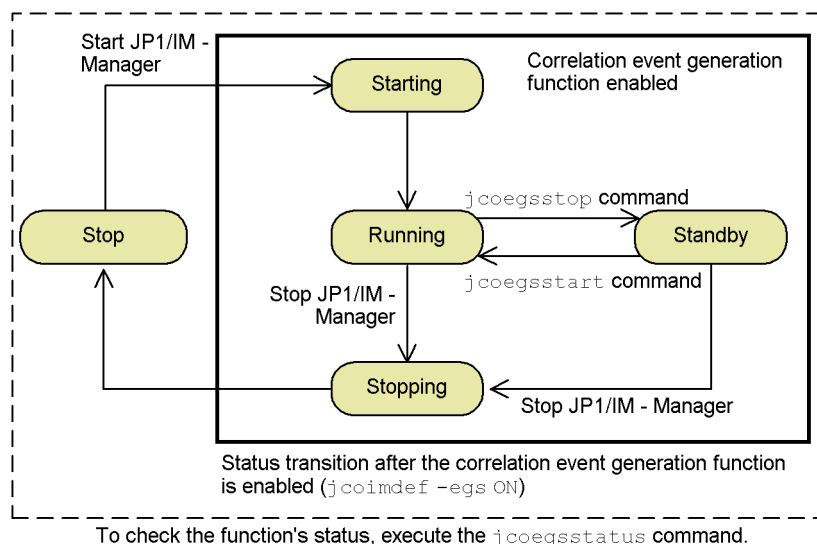 Start JP1/IM -
Manager
Correlation event generation
function enabled
Starting
jcoegsstop command
Stop
Running
Standby
jcoegsstart command
Stop JP1/IM -
Manager
Stopping
Stop JP1/IM - Manager
Status transition after the correlation event generation function
is enabled (jcoimdef -egs ON)
To check the function's status, execute the jcoegsstatus command.